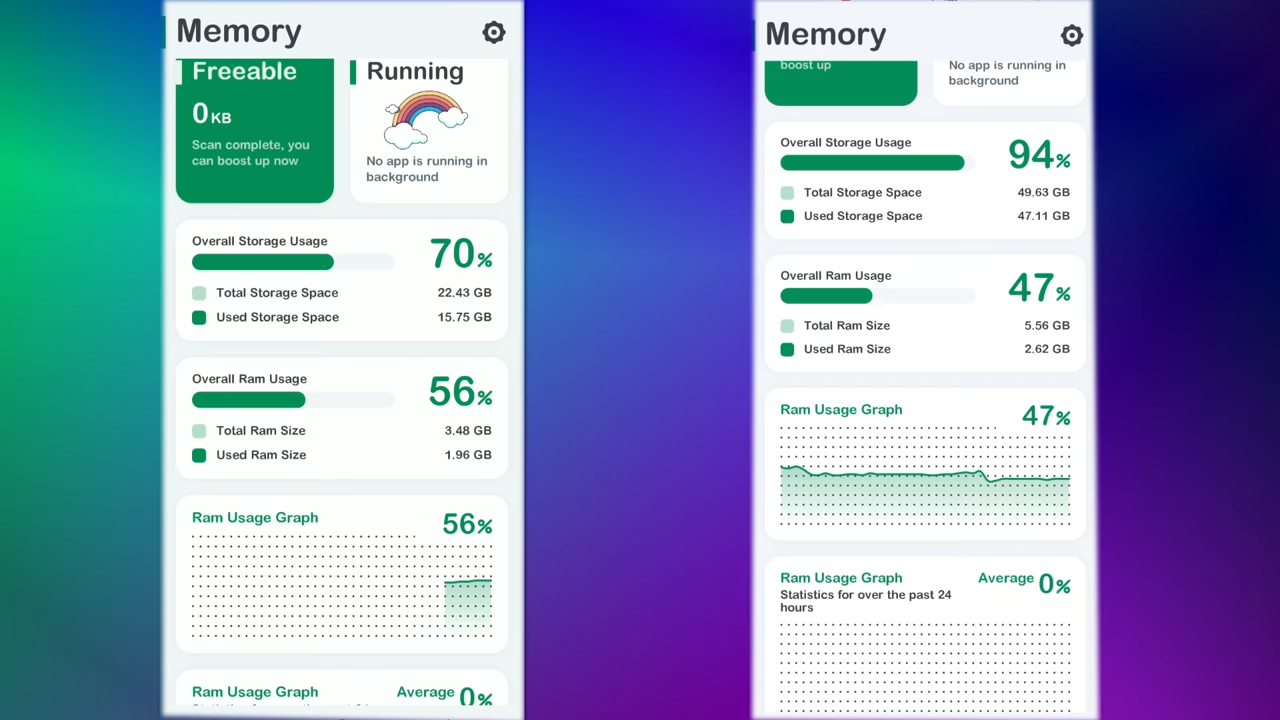 Memory
Freeable
0 KB
Scan complete, you
can boost up now
Running
No app is running in
background
Overall Storage Usage
70%
Total Storage Space 22.43 GB
Used Storage Space 15.75 GB
Overall Ram Usage
56%
Total Ram Size 3.48 GB
Used Ram Size 1.96 GB
Ram Usage Graph
56%
Ram Usage Graph
Average 0%
Memory
boost up
No app is running in
background
Overall Storage Usage
94%
Total Storage Space 49.63 GB
Used Storage Space 47.11 GB
Overall Ram Usage
47%
Total Ram Size 5.56 GB
Used Ram Size 2.62 GB
Ram Usage Graph
47%
Ram Usage Graph
Average 0%
Statistics for over the past 24
hours